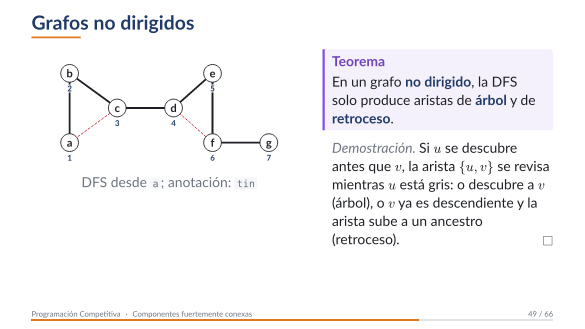 Grafos no dirigidos
b
2
e
5
c
3
d
4
a
1
f
6
g
7
DFS desde a; anotación: tin
Teorema
En un grafo no dirigido, la DFS
solo produce aristas de árbol y de
retroceso.
Demostración. Si u se descubre
antes que v, la arista {u, v} se revisa
mientras u está gris: o descubre a v
(árbol), o v ya es descendiente y la
arista sube a un ancestro
(retroceso). □
Programación Competitiva · Componentes fuertemente conexas
49 / 66